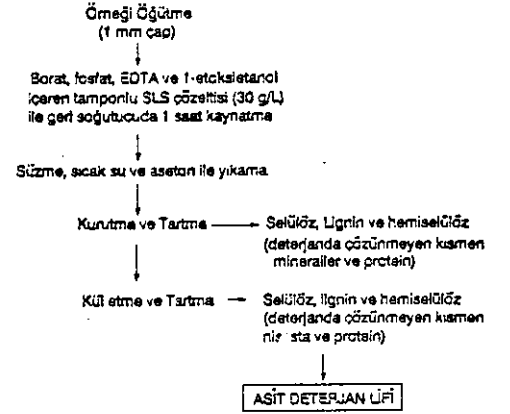 Örneği Öğütme
(1 mm çap)
Borat, fosfat, EDTA ve 1-etoksietanol
içeren tamponlu SLS çözeltisi (30 g/L)
ile geri soğutucuda 1 saat kaynatma
Süzme, sıcak su ve aseton ile yıkama
Kurutma ve Tartma
Selülöz, Lignin ve hemiselülöz
(deterjanda çözünmeyen kısmen
mineraller ve protein)
Kül etme ve Tartma
Selülöz, lignin ve hemiselülöz
(deterjanda çözünmeyen kısmen
ve protein)
ASİT DETERJAN LİFİ